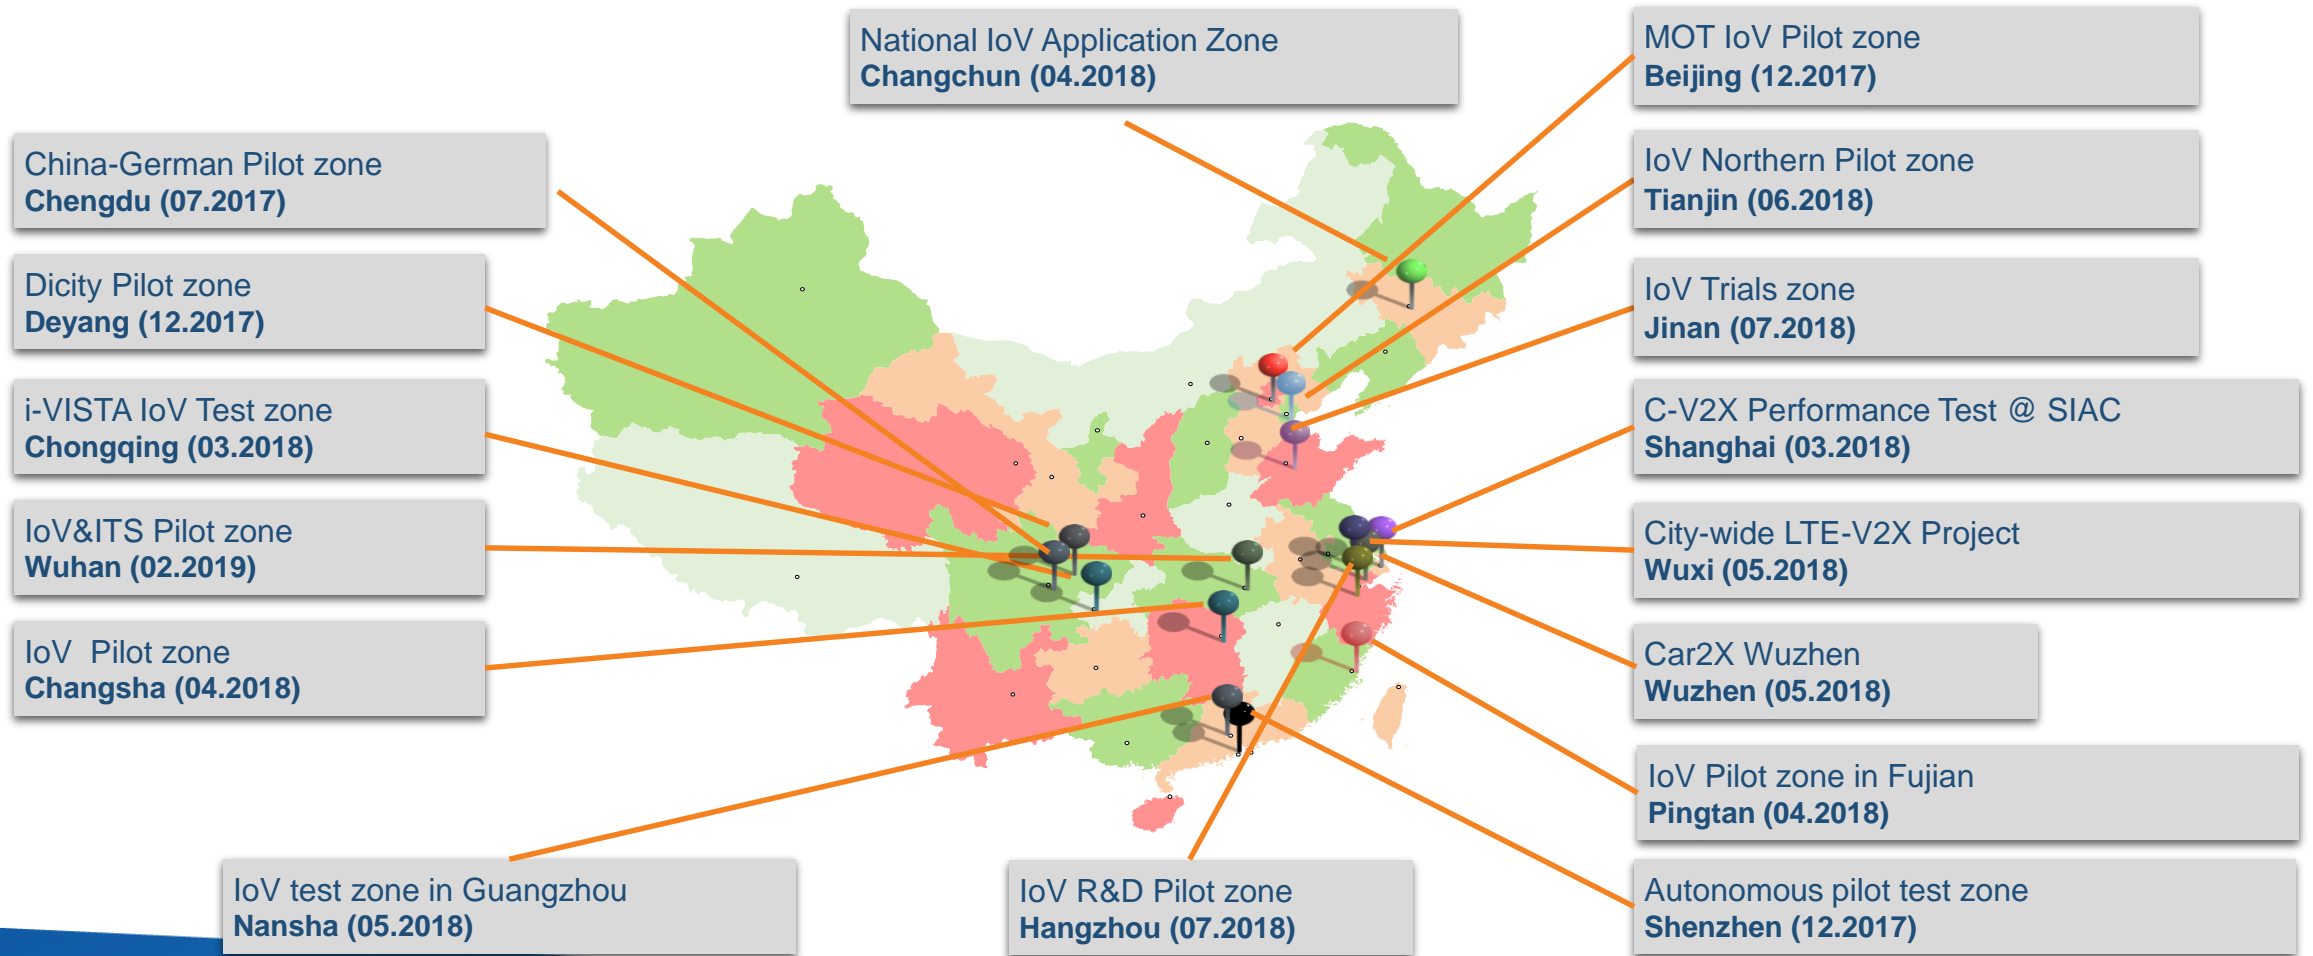 National IoV Application Zone
Changchun (04.2018)
MOT IoV Pilot zone
Beijing (12.2017)
China-German Pilot zone
Chengdu (07.2017)
IoV Northern Pilot zone
Tianjin (06.2018)
Dicity Pilot zone
Deyang (12.2017)
IoV Trials zone
Jinan (07.2018)
i-VISTA IoV Test zone
Chongqing (03.2018)
C-V2X Performance Test @ SIAC
Shanghai (03.2018)
IoV&ITS Pilot zone
Wuhan (02.2019)
City-wide LTE-V2X Project
Wuxi (05.2018)
IoV Pilot zone
Changsha (04.2018)
Car2X Wuzhen
Wuzhen (05.2018)
IoV Pilot zone in Fujian
Pingtan (04.2018)
IoV test zone in Guangzhou
Nansha (05.2018)
IoV R&D Pilot zone
Hangzhou (07.2018)
Autonomous pilot test zone
Shenzhen (12.2017)